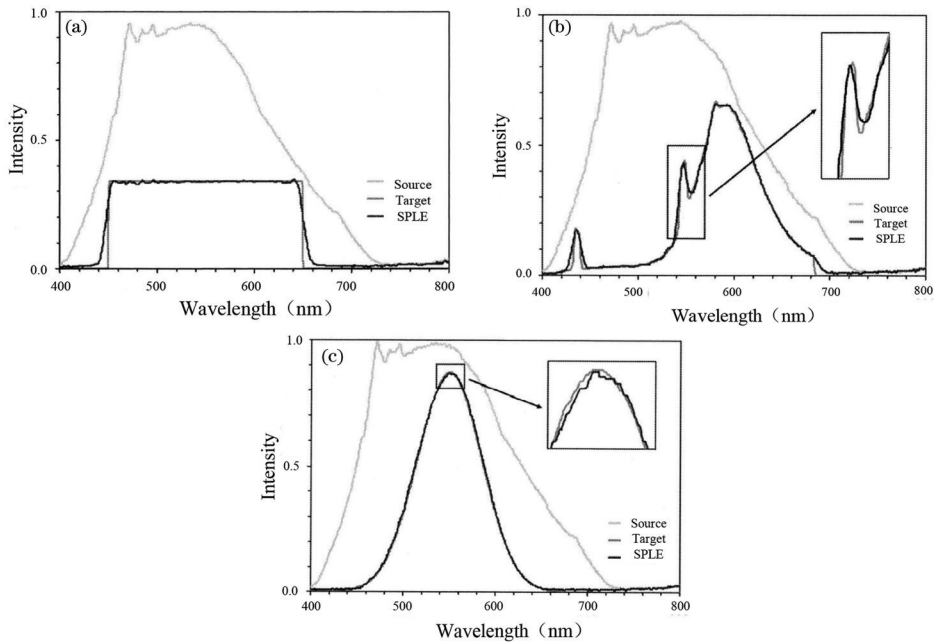 (a)
1.0
0.5
0.0
Intensity
400
500
600
700
800
Wavelength（nm）
Source
Target
SPLE
(b)
1.0
0.5
0.0
Intensity
400
500
600
700
800
Wavelength（nm）
Source
Target
SPLE
(c)
1.0
0.5
0.0
Intensity
400
500
600
700
800
Wavelength（nm）
Source
Target
SPLE